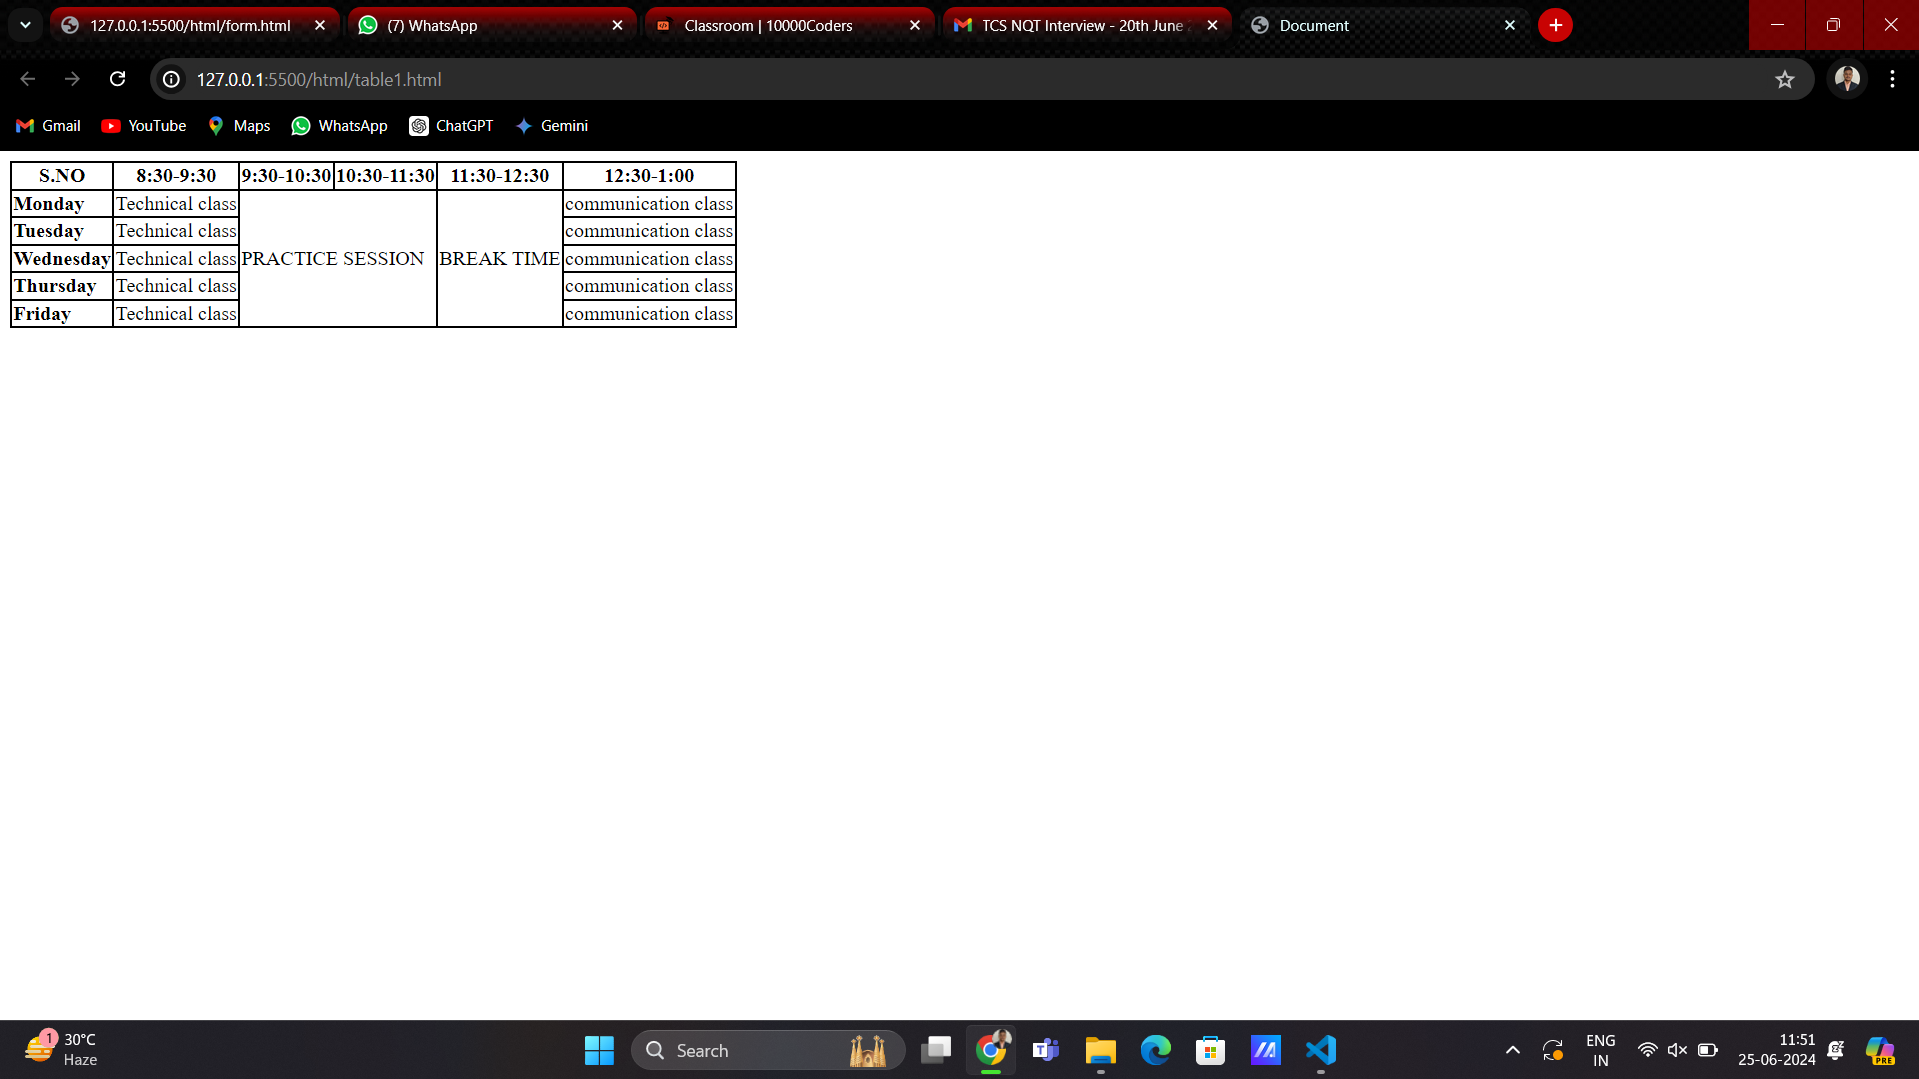 127.0.0.1:5500/html/form.html
(7) WhatsApp
Classroom | 10000Coders
TCS NQT Interview - 20th June
Document
127.0.0.1:5500/html/table1.html
Gmail YouTube Maps WhatsApp ChatGPT Gemini
S.NO 8:30-9:30 9:30-10:30 10:30-11:30 11:30-12:30 12:30-1:00
Monday Technical class communication class
Tuesday Technical class communication class
Wednesday Technical class PRACTICE SESSION BREAK TIME communication class
Thursday Technical class communication class
Friday Technical class communication class
1
30°C
Haze
Search
ENG
IN
11:51
25-06-2024
PRE